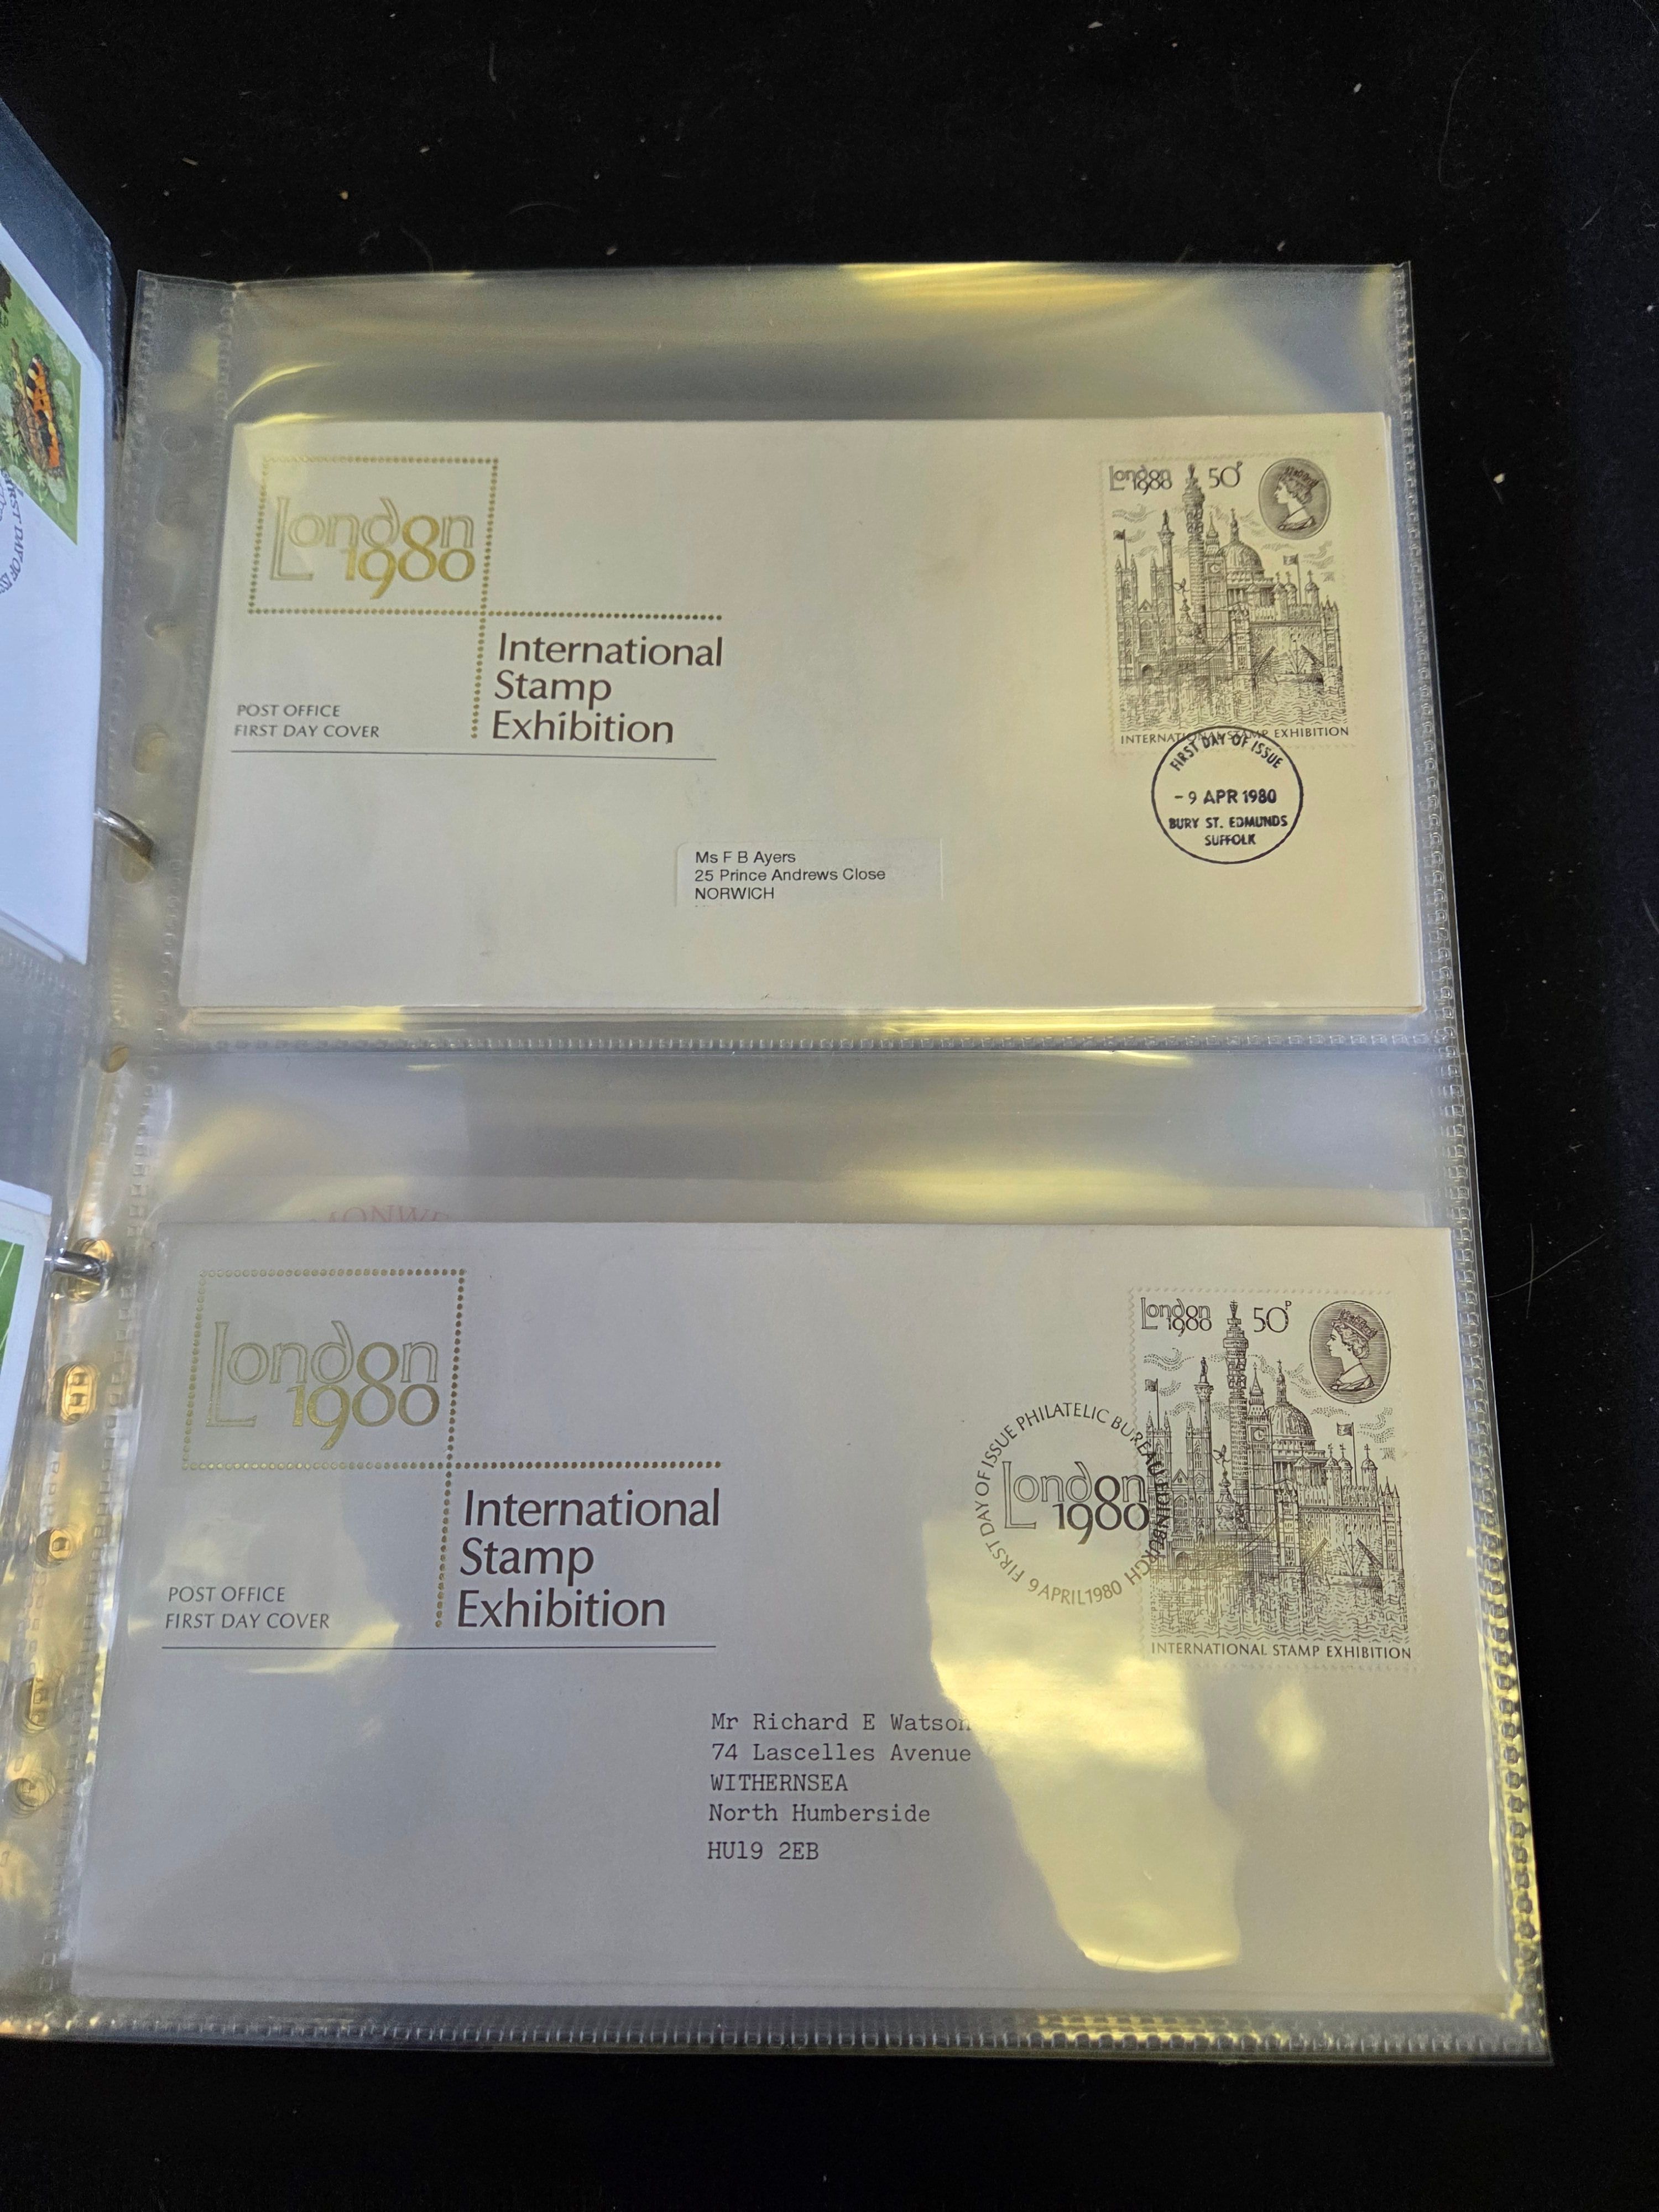 London
1980
International
Stamp
Exhibition
POST OFFICE
FIRST DAY COVER
London
1980
50P
INTERNATIONAL STAMP EXHIBITION
FIRST DAY OF ISSUE
- 9 APR 1980
BURY ST. EDMUNDS
SUFFOLK
Ms F B Ayers
25 Prince Andrews Close
NORWICH
London
1980
International
Stamp
Exhibition
POST OFFICE
FIRST DAY COVER
FIRST DAY OF ISSUE PHILATELIC BUREAU EDINBURGH
London
1980
9 APRIL 1980
London
1980
50P
INTERNATIONAL STAMP EXHIBITION
Mr Richard E Watson
74 Lascelles Avenue
WITHERNSEA
North Humberside
HU19 2EB